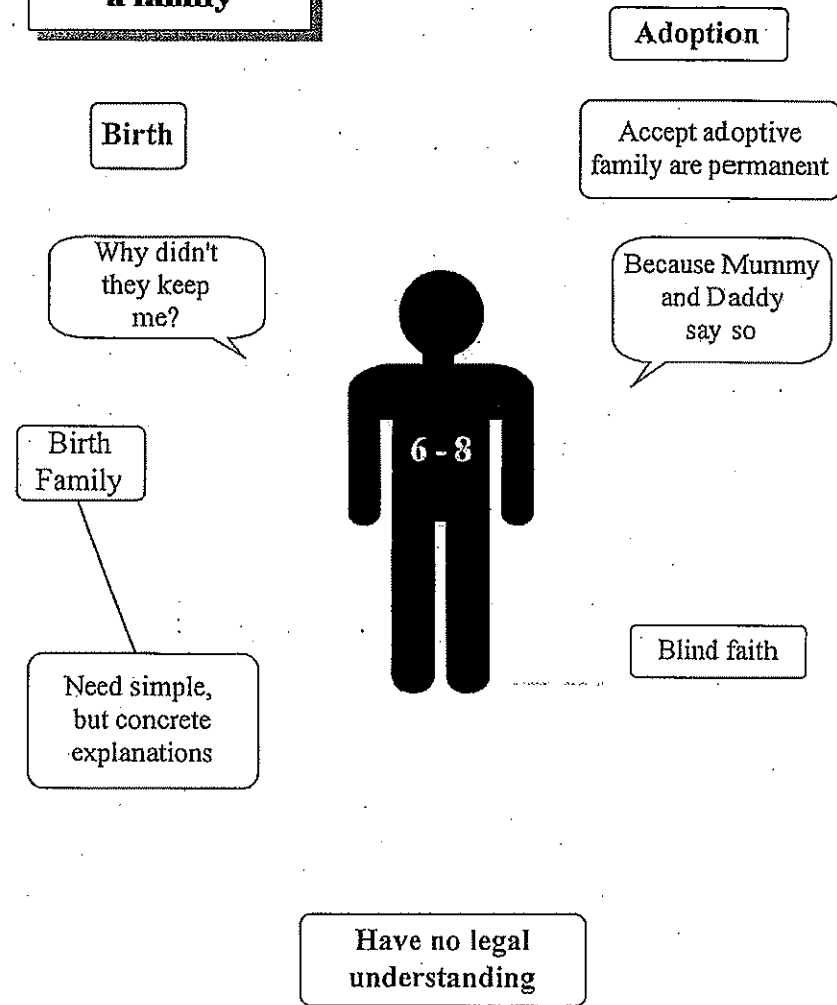 a family
Adoption
Birth
Accept adoptive
family are permanent
Why didn't
they keep
me?
Because Mummy
and Daddy
say so
6 - 8
Birth
Family
Blind faith
Need simple,
but concrete
explanations
Have no legal
understanding